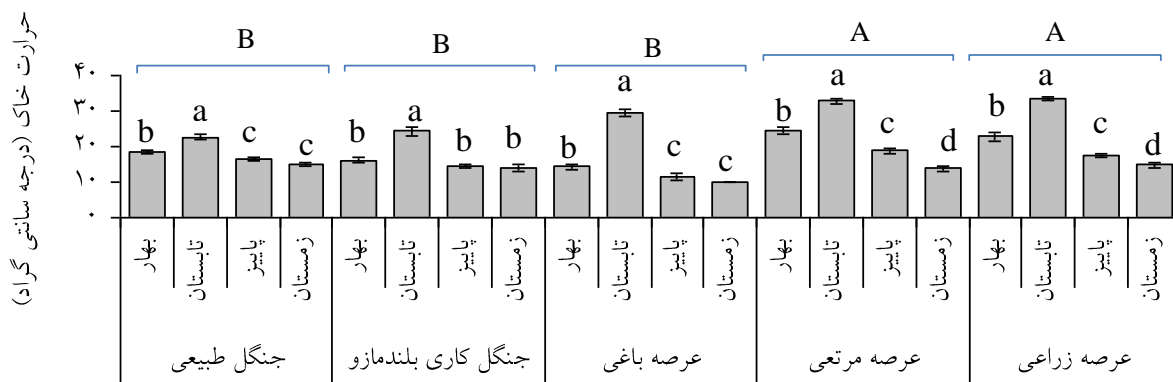 حرارت خاک (درجه سانتی گراد)
B B B A A
۴۰
۳۰
۲۰
۱۰
۰
b a c c b a b b b a c c b a c d b a c d
بهار تابستان پاییز زمستان بهار تابستان پاییز زمستان بهار تابستان پاییز زمستان بهار تابستان پاییز زمستان بهار تابستان پاییز زمستان
جنگل طبیعی جنگل کاری بلندمازو عرصه باغی عرصه مرتعی عرصه زراعی